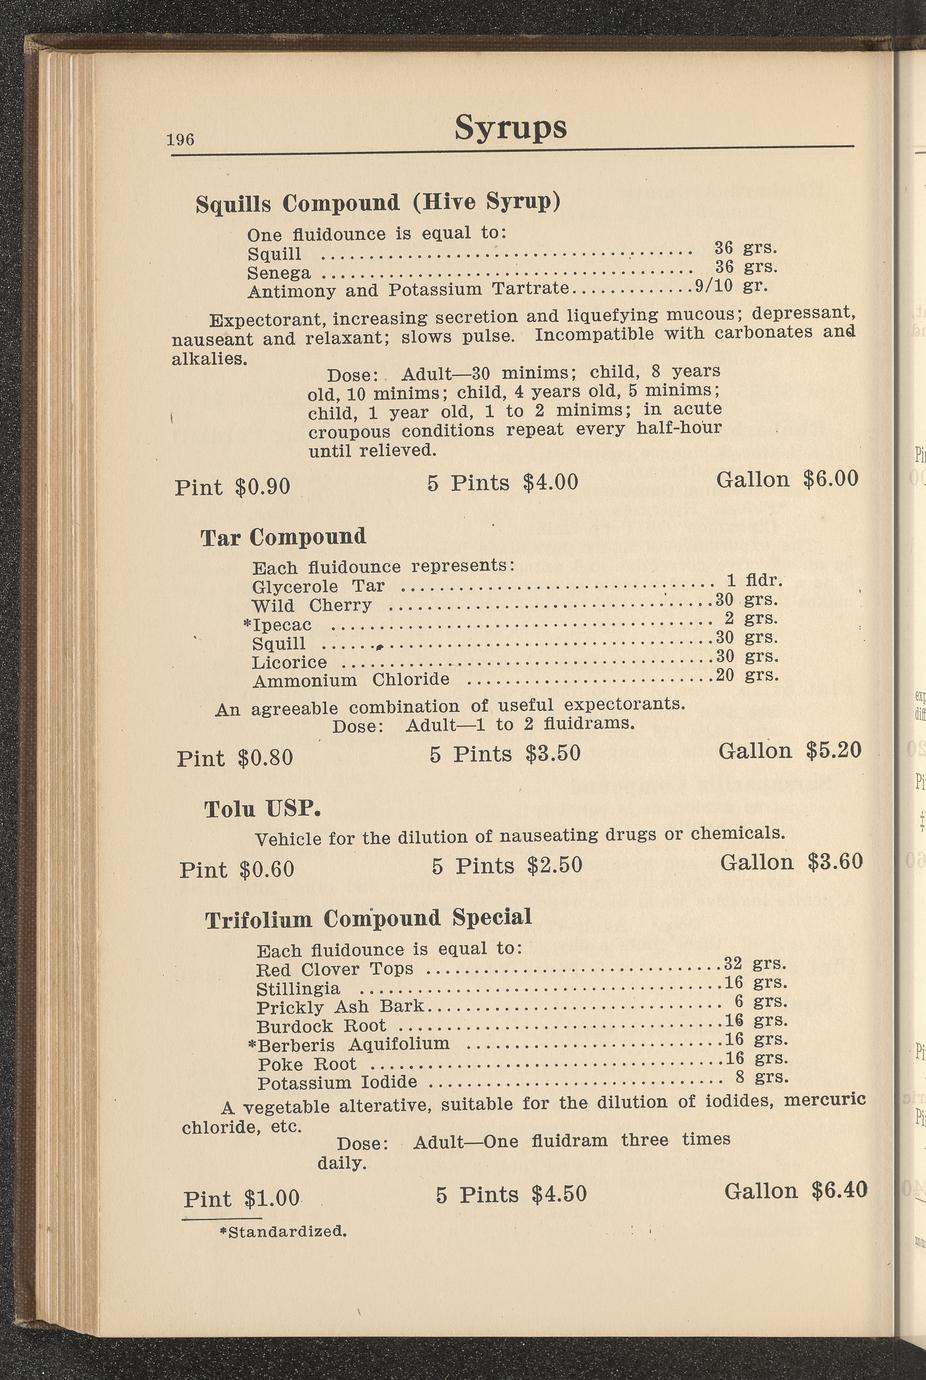 196
Syrups
Squills Compound (Hive Syrup)
One fluidounce is equal to:
Squill ...................................... 36 grs.
Senega ...................................... 36 grs.
Antimony and Potassium Tartrate.............9/10 gr.
Expectorant, increasing secretion and liquefying mucous; depressant,
nauseant and relaxant; slows pulse. Incompatible with carbonates and
alkalies.
Dose: Adult—30 minims; child, 8 years
old, 10 minims; child, 4 years old, 5 minims;
child, 1 year old, 1 to 2 minims; in acute
croupous conditions repeat every half-hour
until relieved.
Pint $0.90 5 Pints $4.00 Gallon $6.00
Tar Compound
Each fluidounce represents:
Glycerole Tar ................................ 1 fldr.
Wild Cherry .................................30 grs.
*Ipecac ....................................... 2 grs.
Squill ........................................30 grs.
Licorice ......................................30 grs.
Ammonium Chloride .........................20 grs.
An agreeable combination of useful expectorants.
Dose: Adult—1 to 2 fluidrams.
Pint $0.80 5 Pints $3.50 Gallon $5.20
Tolu USP.
Vehicle for the dilution of nauseating drugs or chemicals.
Pint $0.60 5 Pints $2.50 Gallon $3.60
Trifolium Compound Special
Each fluidounce is equal to:
Red Clover Tops ..............................32 grs.
Stillingia .....................................16 grs.
Prickly Ash Bark.............................. 6 grs.
Burdock Root .................................16 grs.
*Berberis Aquifolium ..........................16 grs.
Poke Root ....................................16 grs.
Potassium Iodide .............................. 8 grs.
A vegetable alterative, suitable for the dilution of iodides, mercuric
chloride, etc.
Dose: Adult—One fluidram three times
daily.
Pint $1.00 5 Pints $4.50 Gallon $6.40
*Standardized.